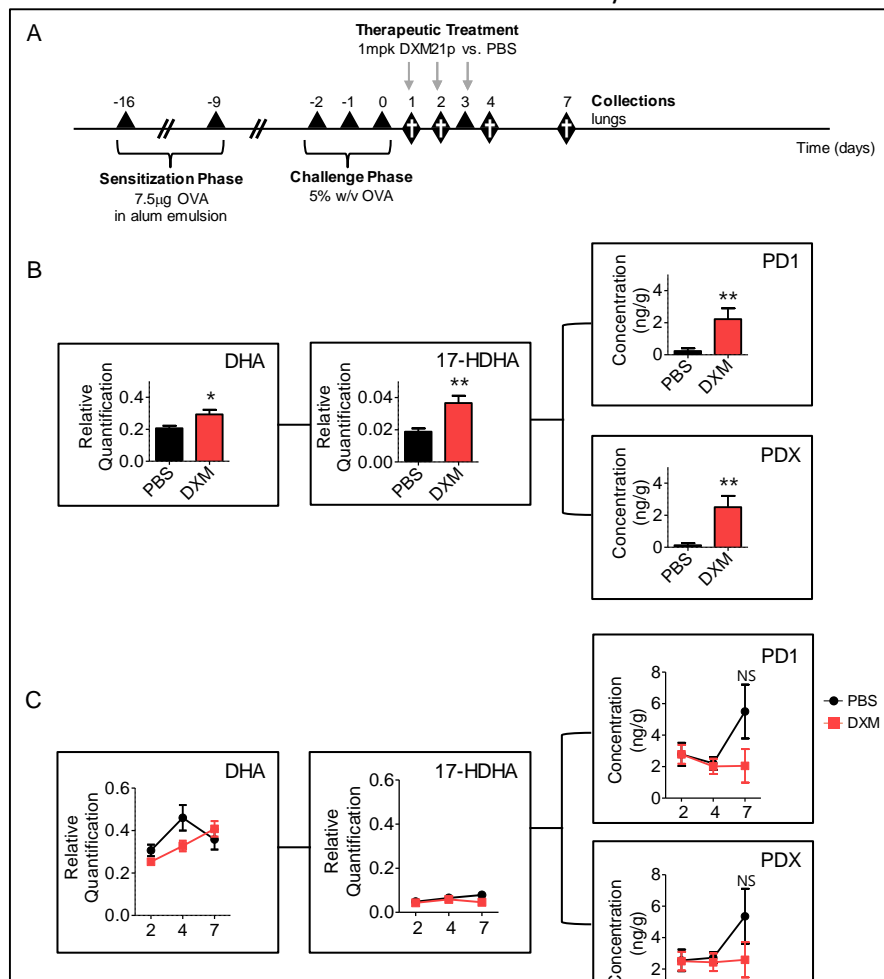 A
Therapeutic Treatment
1mpk DXM21p vs. PBS
-16
-9
-2
-1
0
1
2
3
4
7
Collections
lungs
Time (days)
Sensitization Phase
7.5µg OVA
in alum emulsion
Challenge Phase
5% w/v OVA
B
DHA
Relative
Quantification
0.4
0.2
0.0
*
PBS
DXM
17-HDHA
Relative
Quantification
0.04
0.02
0.00
**
PBS
DXM
PD1
Concentration
(ng/g)
4
2
0
**
PBS
DXM
PDX
Concentration
(ng/g)
4
2
0
**
PBS
DXM
C
DHA
Relative
Quantification
0.6
0.4
0.2
0.0
2 4 7
17-HDHA
Relative
Quantification
0.6
0.4
0.2
0.0
2 4 7
PD1
Concentration
(ng/g)
8
6
4
2
0
NS
2 4 7
PBS
DXM
PDX
Concentration
(ng/g)
8
6
4
2
NS